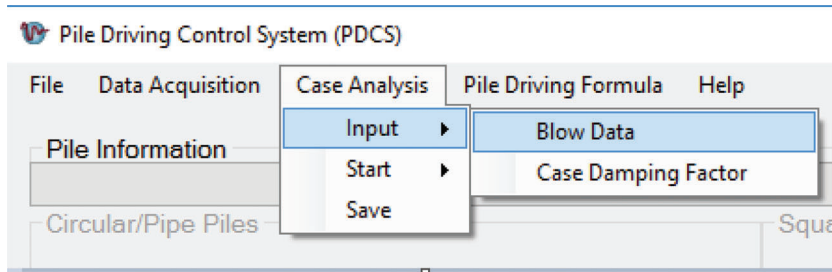 Pile Driving Control System (PDCS)
File Data Acquisition Case Analysis Pile Driving Formula Help
Input Blow Data
Pile Information
Start Case Damping Factor
Save
Circular/Pipe Piles